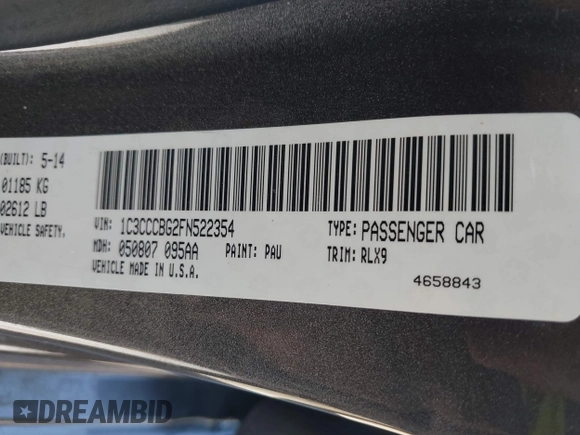 (BUILT): 5-14
01185 KG
02612 LB
VEHICLE SAFETY.
VIN: 1C3CCCBG2FN522354
TYPE: PASSENGER CAR
MDH: 050807 095AA
PAINT: PAU
TRIM: RLX9
VEHICLE MADE IN U.S.A.
4658843
DREAMBID